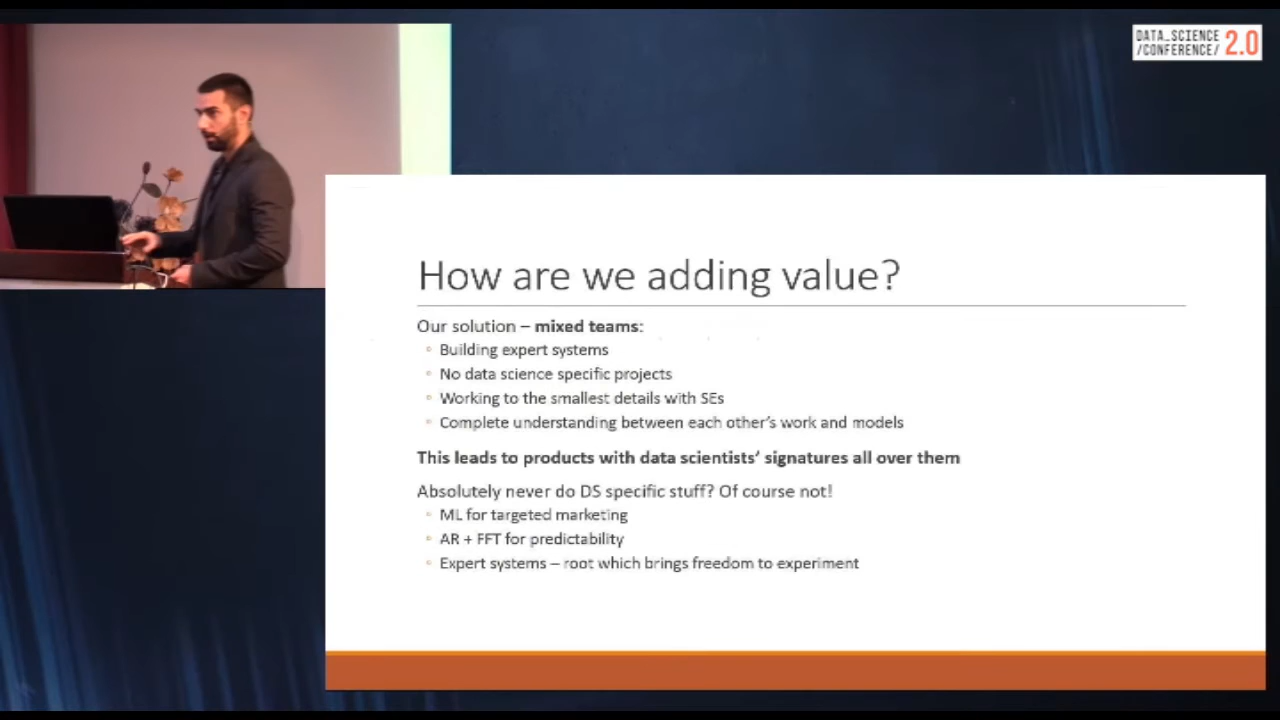 DATA_SCIENCE
/CONFERENCE/ 2.0
How are we adding value?
Our solution – mixed teams:
Building expert systems
No data science specific projects
Working to the smallest details with SEs
Complete understanding between each other's work and models
This leads to products with data scientists' signatures all over them
Absolutely never do DS specific stuff? Of course not!
ML for targeted marketing
AR + FFT for predictability
Expert systems – root which brings freedom to experiment